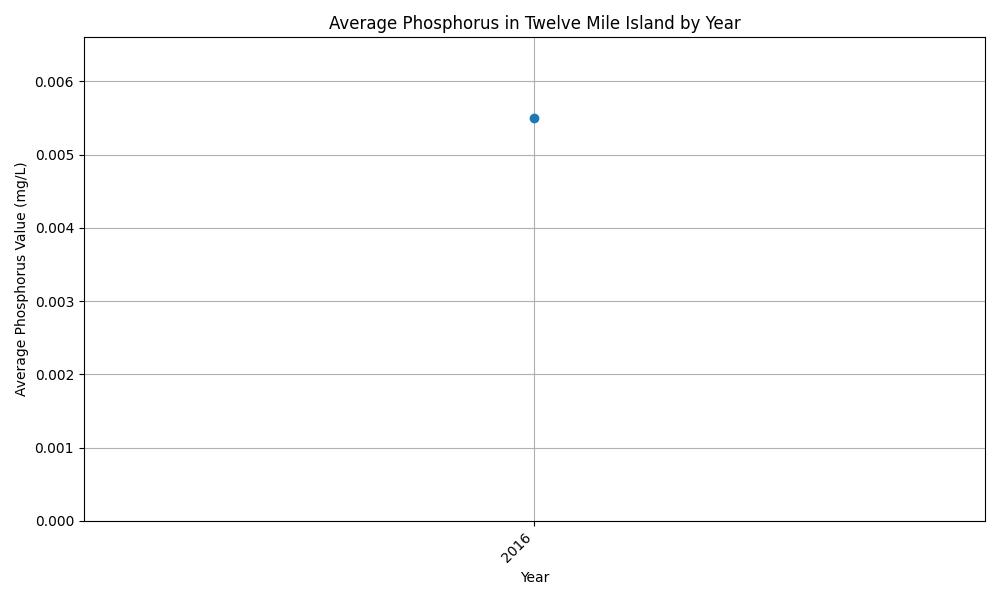 Average Phosphorus in Twelve Mile Island by Year
Average Phosphorus Value (mg/L)
0.006
0.005
0.004
0.003
0.002
0.001
0.000
2016
Year